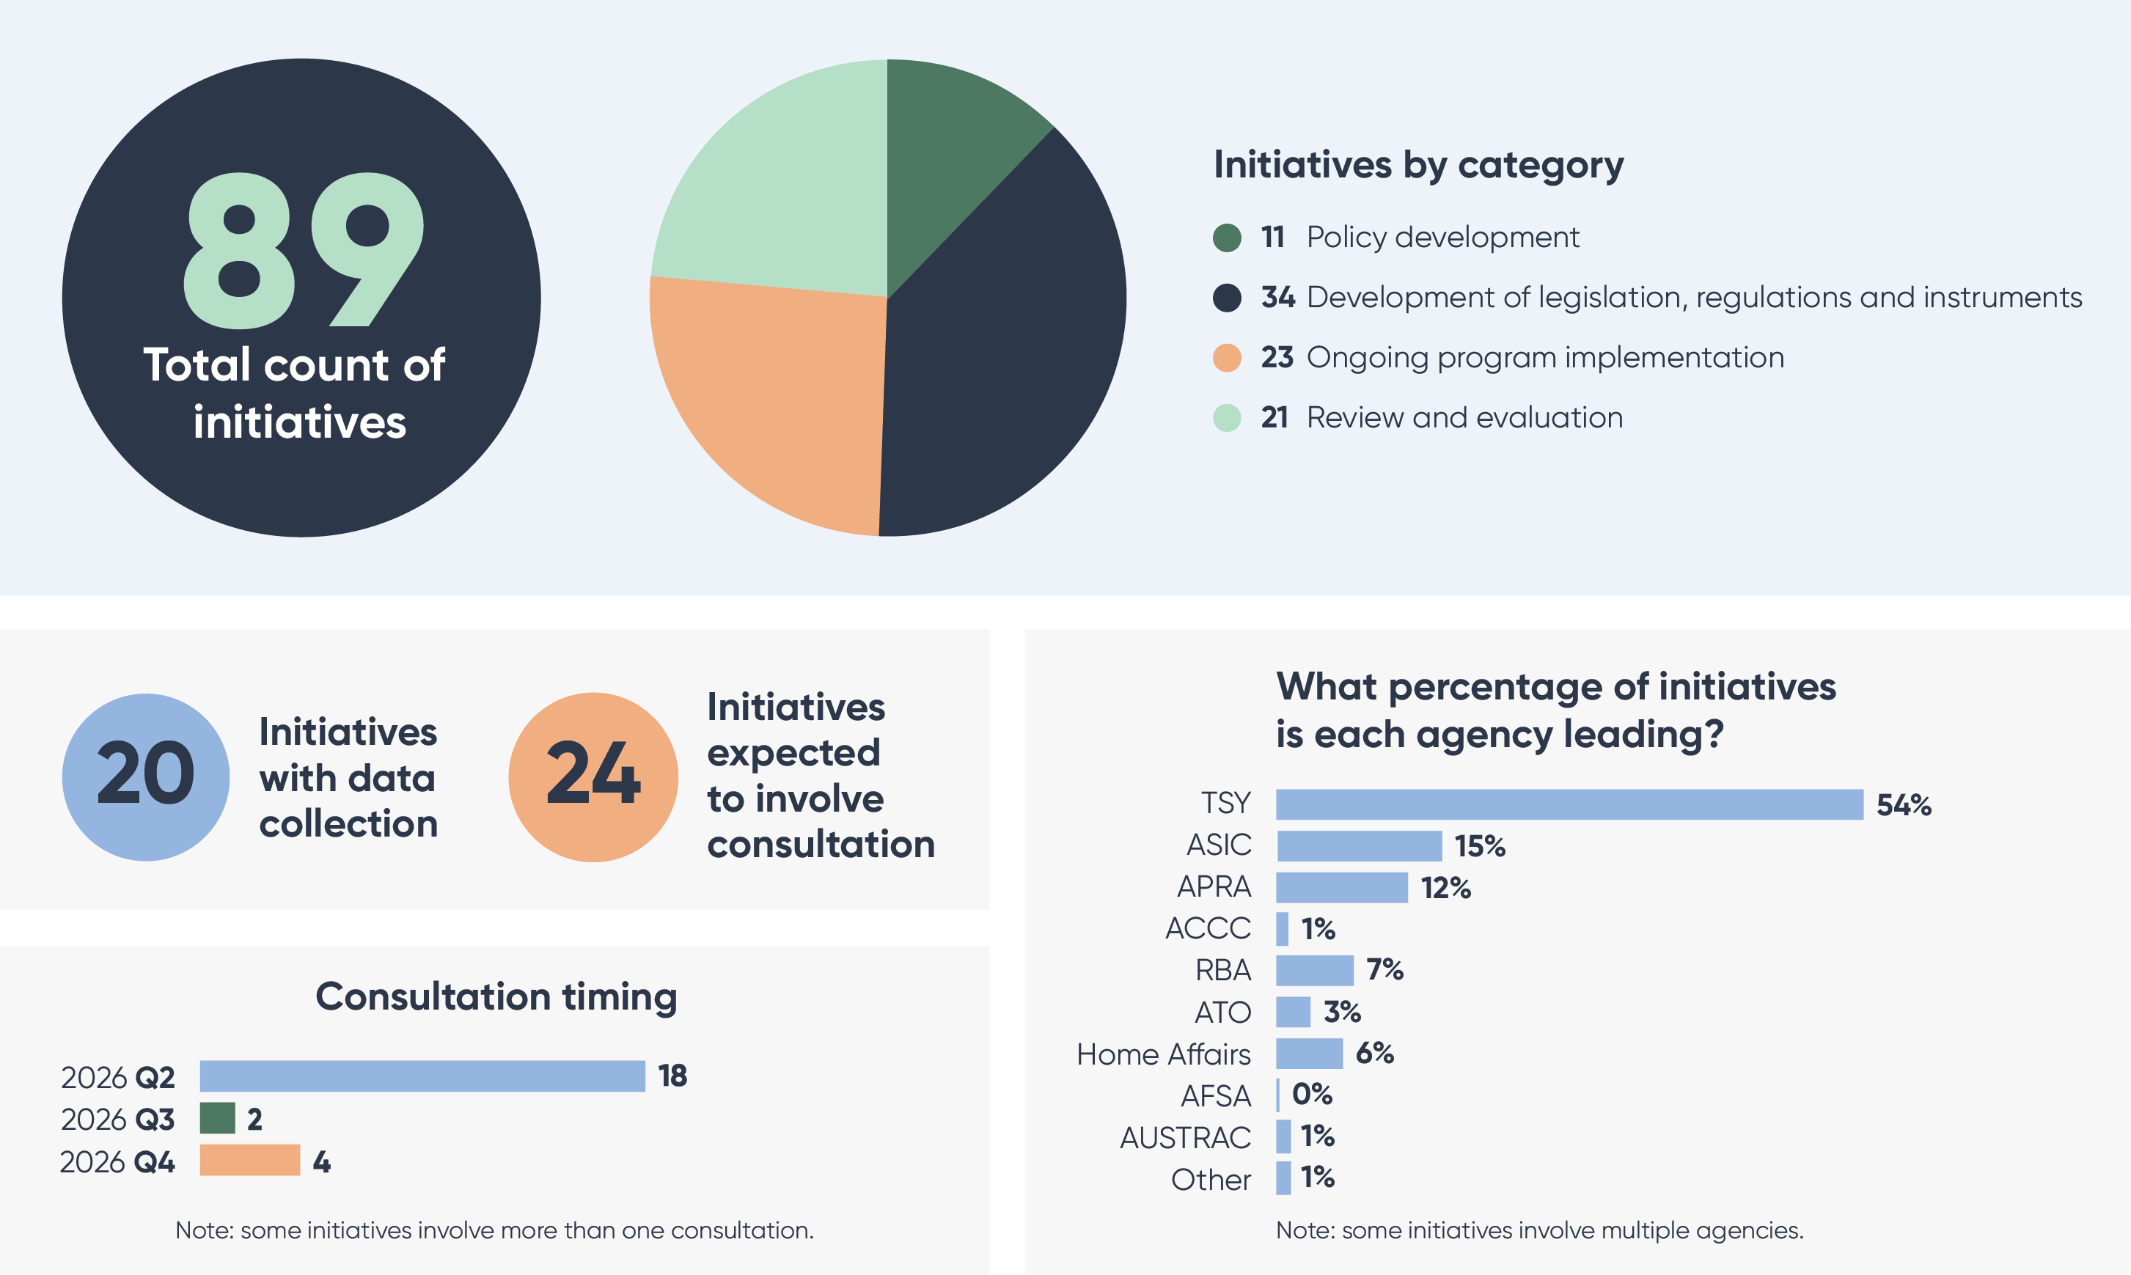 89
Total count of
initiatives
Initiatives by category
11 Policy development
34 Development of legislation, regulations and instruments
23 Ongoing program implementation
21 Review and evaluation
20
Initiatives
with data
collection
24
Initiatives
expected
to involve
consultation
Consultation timing
2026 Q2 18
2026 Q3 2
2026 Q4 4
Note: some initiatives involve more than one consultation.
What percentage of initiatives
is each agency leading?
TSY 54%
ASIC 15%
APRA 12%
ACCC 1%
RBA 7%
ATO 3%
Home Affairs 6%
AFSA 0%
AUSTRAC 1%
Other 1%
Note: some initiatives involve multiple agencies.